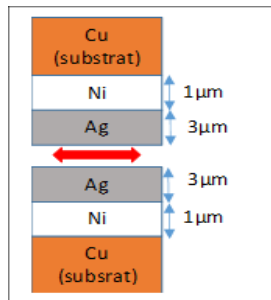 Cu
(substrat)
Ni
1µm
Ag
3µm
Ag
3µm
Ni
1µm
Cu
(subsrat)